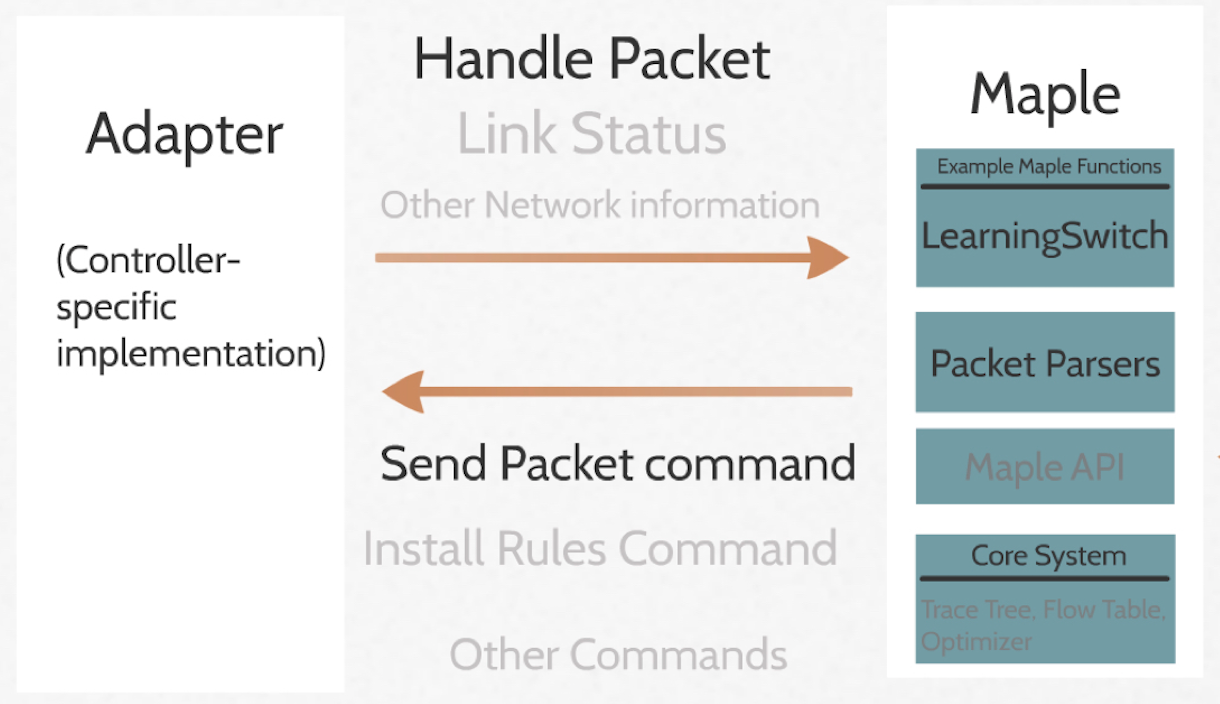 Adapter
(Controller-
specific
implementation)
Handle Packet
Link Status
Other Network information
Send Packet command
Install Rules Command
Other Commands
Maple
Example Maple Functions
LearningSwitch
Packet Parsers
Maple API
Core System
Trace Tree, Flow Table,
Optimizer